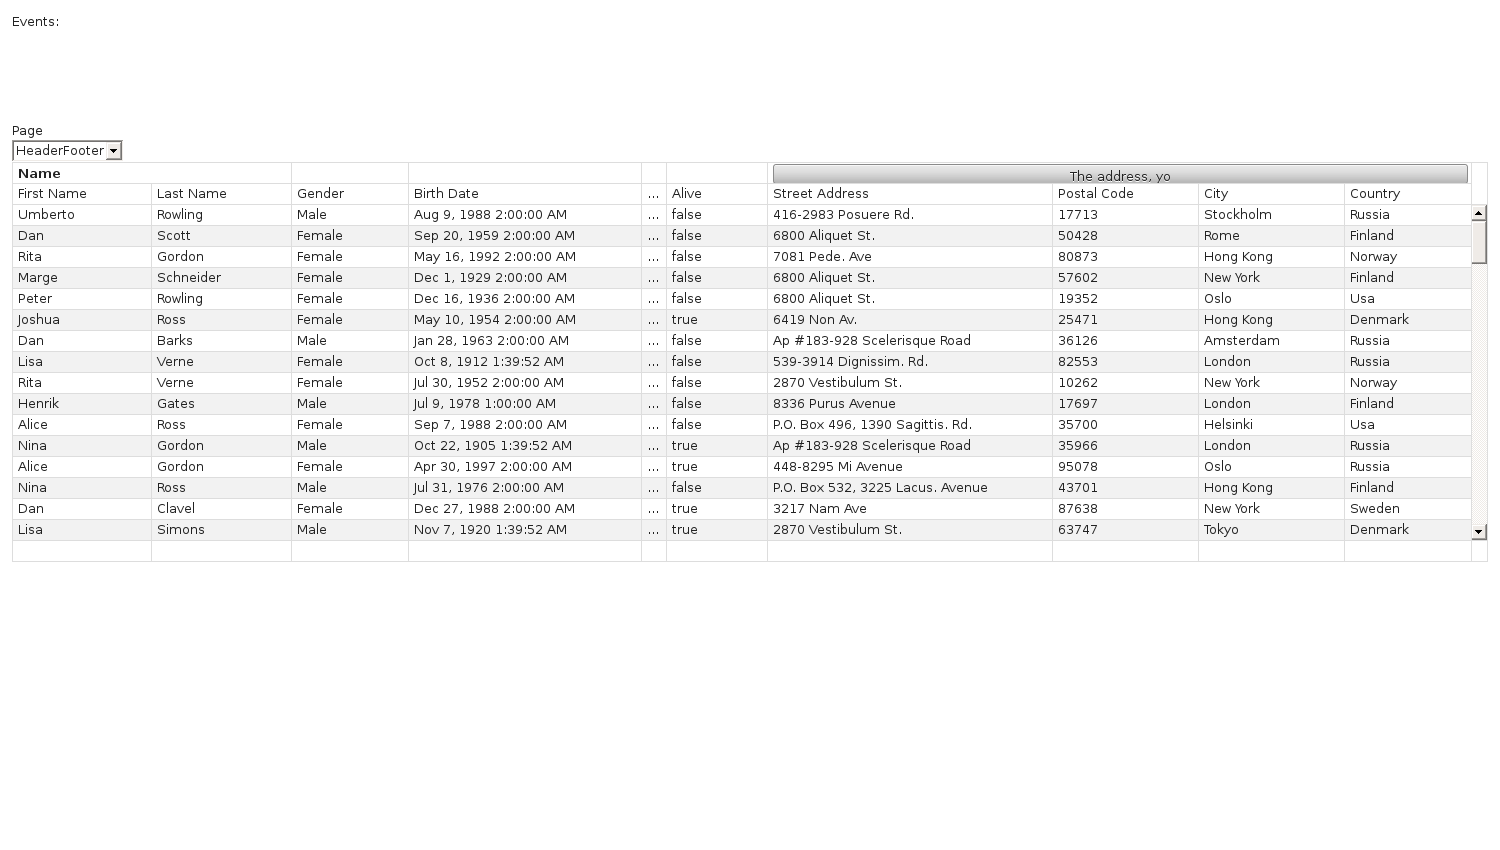 Events:
Page
HeaderFooter
Name The address, yo
First Name Last Name Gender Birth Date ... Alive Street Address Postal Code City Country
Umberto Rowling Male Aug 9, 1988 2:00:00 AM ... false 416-2983 Posuere Rd. 17713 Stockholm Russia
Dan Scott Female Sep 20, 1959 2:00:00 AM ... false 6800 Aliquet St. 50428 Rome Finland
Rita Gordon Female May 16, 1992 2:00:00 AM ... false 7081 Pede. Ave 80873 Hong Kong Norway
Marge Schneider Female Dec 1, 1929 2:00:00 AM ... false 6800 Aliquet St. 57602 New York Finland
Peter Rowling Female Dec 16, 1936 2:00:00 AM ... false 6800 Aliquet St. 19352 Oslo Usa
Joshua Ross Female May 10, 1954 2:00:00 AM ... true 6419 Non Av. 25471 Hong Kong Denmark
Dan Barks Male Jan 28, 1963 2:00:00 AM ... false Ap #183-928 Scelerisque Road 36126 Amsterdam Russia
Lisa Verne Female Oct 8, 1912 1:39:52 AM ... false 539-3914 Dignissim. Rd. 82553 London Russia
Rita Verne Female Jul 30, 1952 2:00:00 AM ... false 2870 Vestibulum St. 10262 New York Norway
Henrik Gates Male Jul 9, 1978 1:00:00 AM ... false 8336 Purus Avenue 17697 London Finland
Alice Ross Female Sep 7, 1988 2:00:00 AM ... false P.O. Box 496, 1390 Sagittis. Rd. 35700 Helsinki Usa
Nina Gordon Male Oct 22, 1905 1:39:52 AM ... true Ap #183-928 Scelerisque Road 35966 London Russia
Alice Gordon Female Apr 30, 1997 2:00:00 AM ... true 448-8295 Mi Avenue 95078 Oslo Russia
Nina Ross Male Jul 31, 1976 2:00:00 AM ... false P.O. Box 532, 3225 Lacus. Avenue 43701 Hong Kong Finland
Dan Clavel Female Dec 27, 1988 2:00:00 AM ... true 3217 Nam Ave 87638 New York Sweden
Lisa Simons Male Nov 7, 1920 1:39:52 AM ... true 2870 Vestibulum St. 63747 Tokyo Denmark